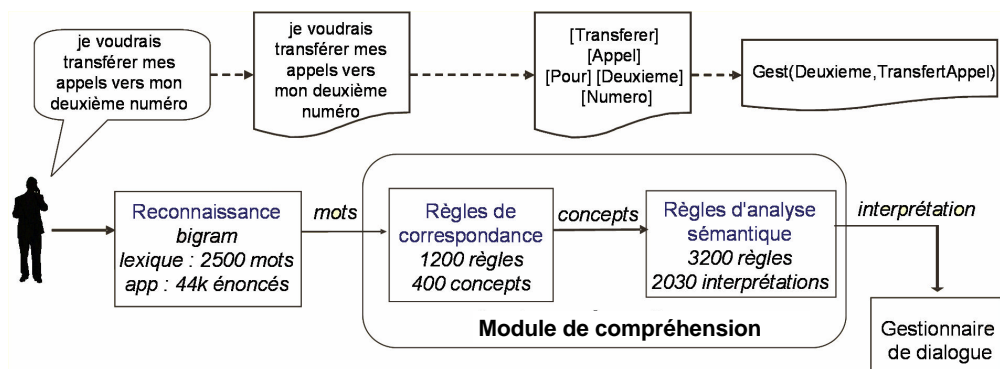 je voudrais
transférer mes
appels vers mon
deuxième numéro
je voudrais
transférer mes
appels vers
mon deuxième
numéro
[Transferer]
[Appel]
[Pour] [Deuxieme]
[Numero]
Gest(Deuxieme,TransfertAppel)
Reconnaissance
bigram
lexique : 2500 mots
app : 44k énoncés
mots
Règles de
correspondance
1200 règles
400 concepts
concepts
Règles d'analyse
sémantique
3200 règles
2030 interprétations
interprétation
Module de compréhension
Gestionnaire
de dialogue